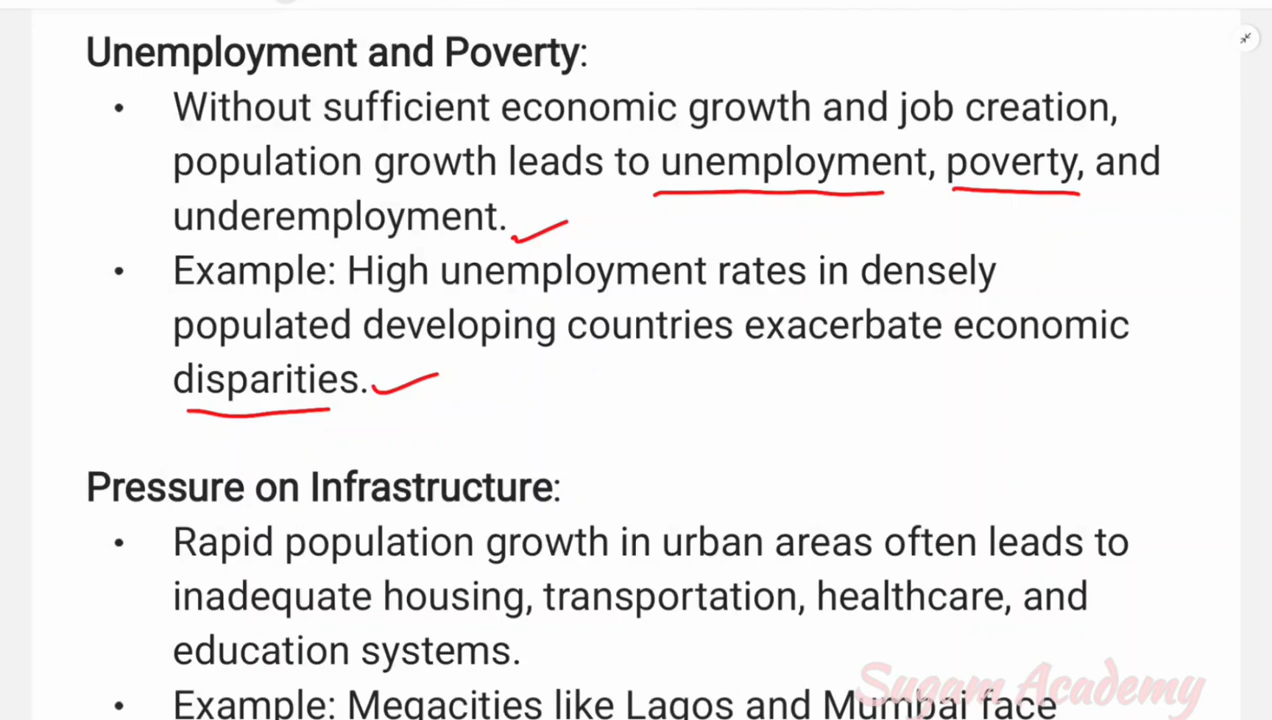 Unemployment and Poverty:
• Without sufficient economic growth and job creation,
population growth leads to unemployment, poverty, and
underemployment.
• Example: High unemployment rates in densely
populated developing countries exacerbate economic
disparities.
Pressure on Infrastructure:
• Rapid population growth in urban areas often leads to
inadequate housing, transportation, healthcare, and
education systems.
• Example: Megacities like Lagos and Mumbai face
Sugam Academy